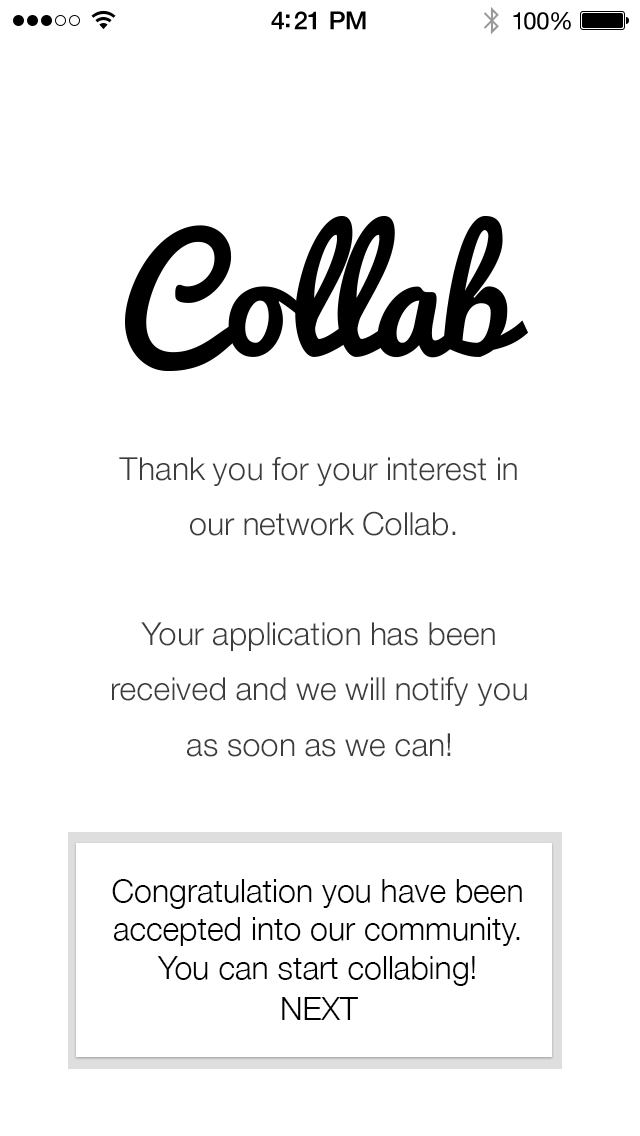 4:21 PM
100%
Collab
Thank you for your interest in
our network Collab.
Your application has been
received and we will notify you
as soon as we can!
Congratulation you have been
accepted into our community.
You can start collabing!
NEXT